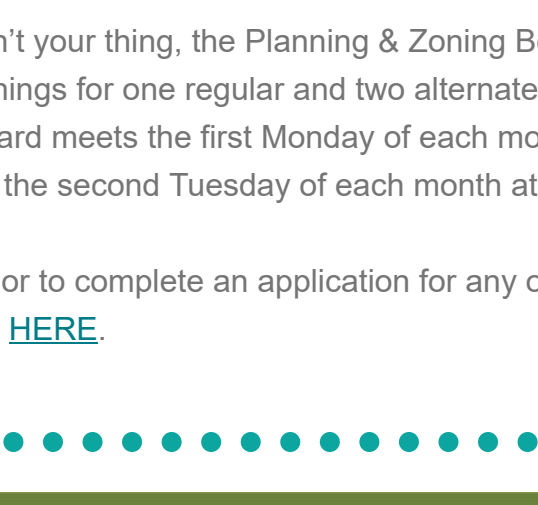 n't your thing, the Planning & Zoning B
nings for one regular and two alternate
ard meets the first Monday of each mo
the second Tuesday of each month at
or to complete an application for any o
HERE.